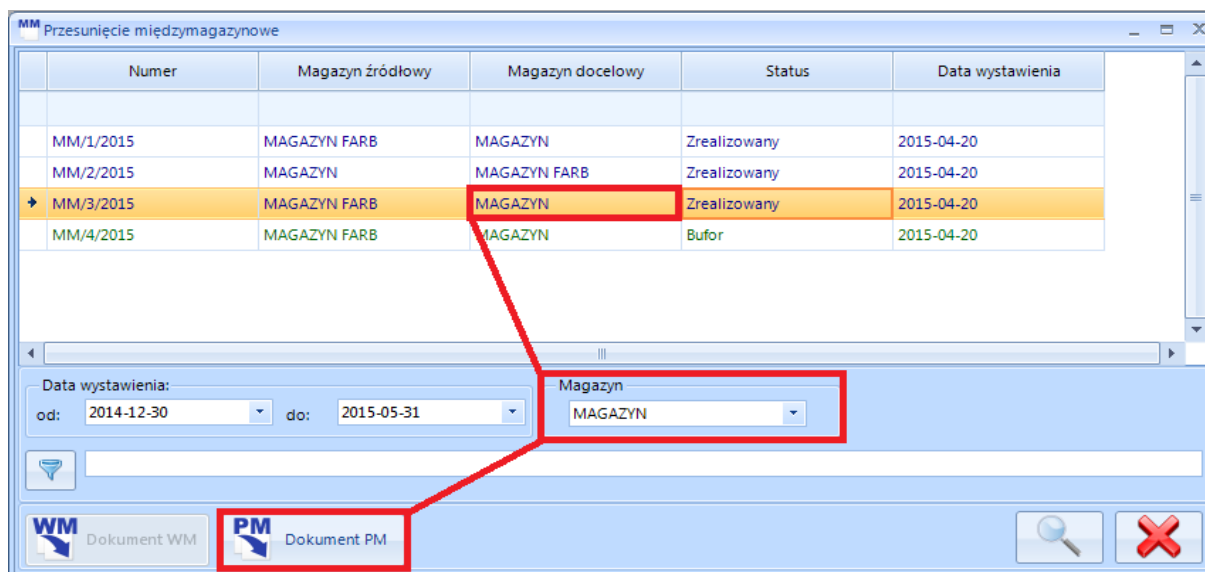 MM Przesunięcie międzymagazynowe
Numer Magazyn źródłowy Magazyn docelowy Status Data wystawienia
MM/1/2015 MAGAZYN FARB MAGAZYN Zrealizowany 2015-04-20
MM/2/2015 MAGAZYN MAGAZYN FARB Zrealizowany 2015-04-20
MM/3/2015 MAGAZYN FARB MAGAZYN Zrealizowany 2015-04-20
MM/4/2015 MAGAZYN FARB MAGAZYN Bufor 2015-04-20
Data wystawienia: Magazyn
od: 2014-12-30 do: 2015-05-31 MAGAZYN
WM Dokument WM PM Dokument PM